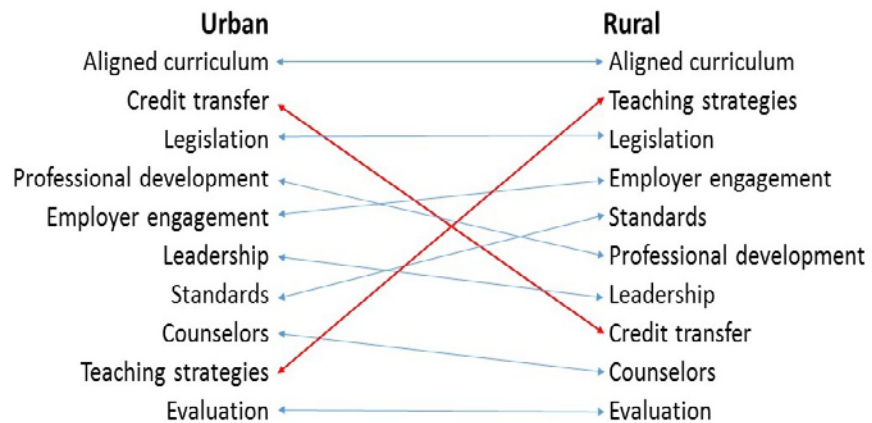 Urban Rural
Aligned curriculum Aligned curriculum
Credit transfer Teaching strategies
Legislation Legislation
Professional development Employer engagement
Employer engagement Standards
Leadership Professional development
Standards Leadership
Counselors Credit transfer
Teaching strategies Counselors
Evaluation Evaluation